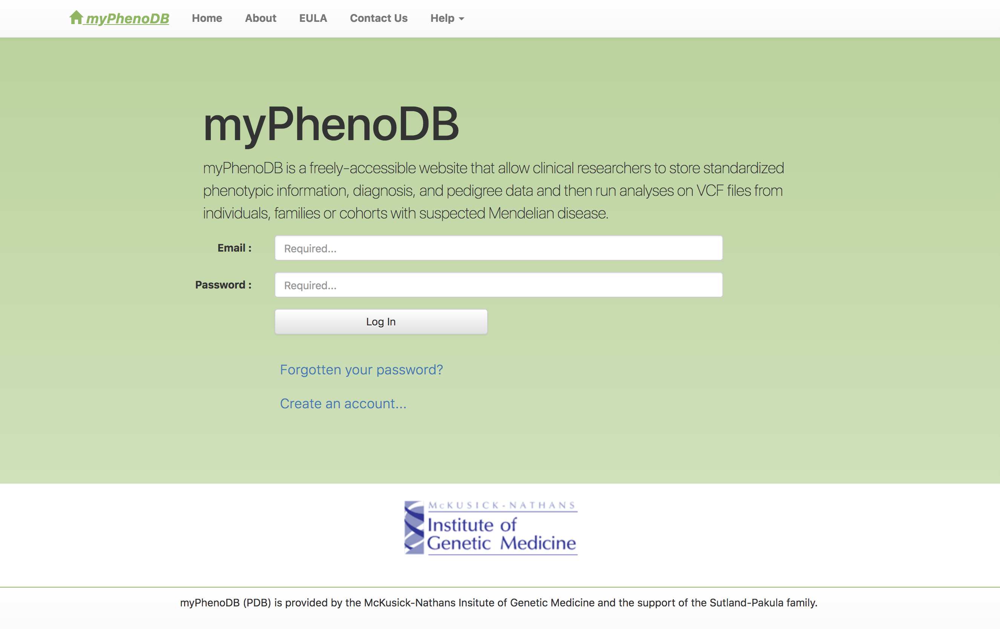 myPhenoDB Home About EULA Contact Us Help
myPhenoDB
myPhenoDB is a freely-accessible website that allow clinical researchers to store standardized
phenotypic information, diagnosis, and pedigree data and then run analyses on VCF files from
individuals, families or cohorts with suspected Mendelian disease.
Email : Required...
Password : Required...
Log In
Forgotten your password?
Create an account...
McKUSICK-NATHANS
Institute of
Genetic Medicine
myPhenoDB (PDB) is provided by the McKusick-Nathans Insitute of Genetic Medicine and the support of the Sutland-Pakula family.